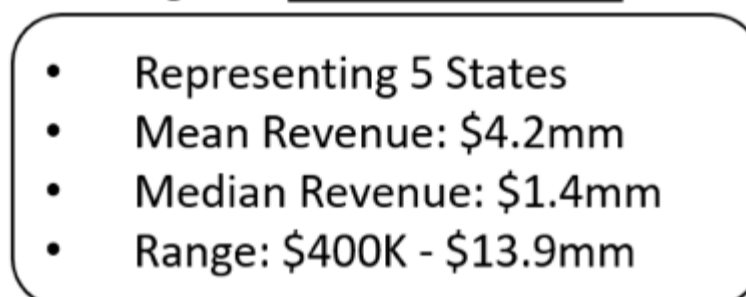 • Representing 5 States
• Mean Revenue: $4.2mm
• Median Revenue: $1.4mm
• Range: $400K - $13.9mm